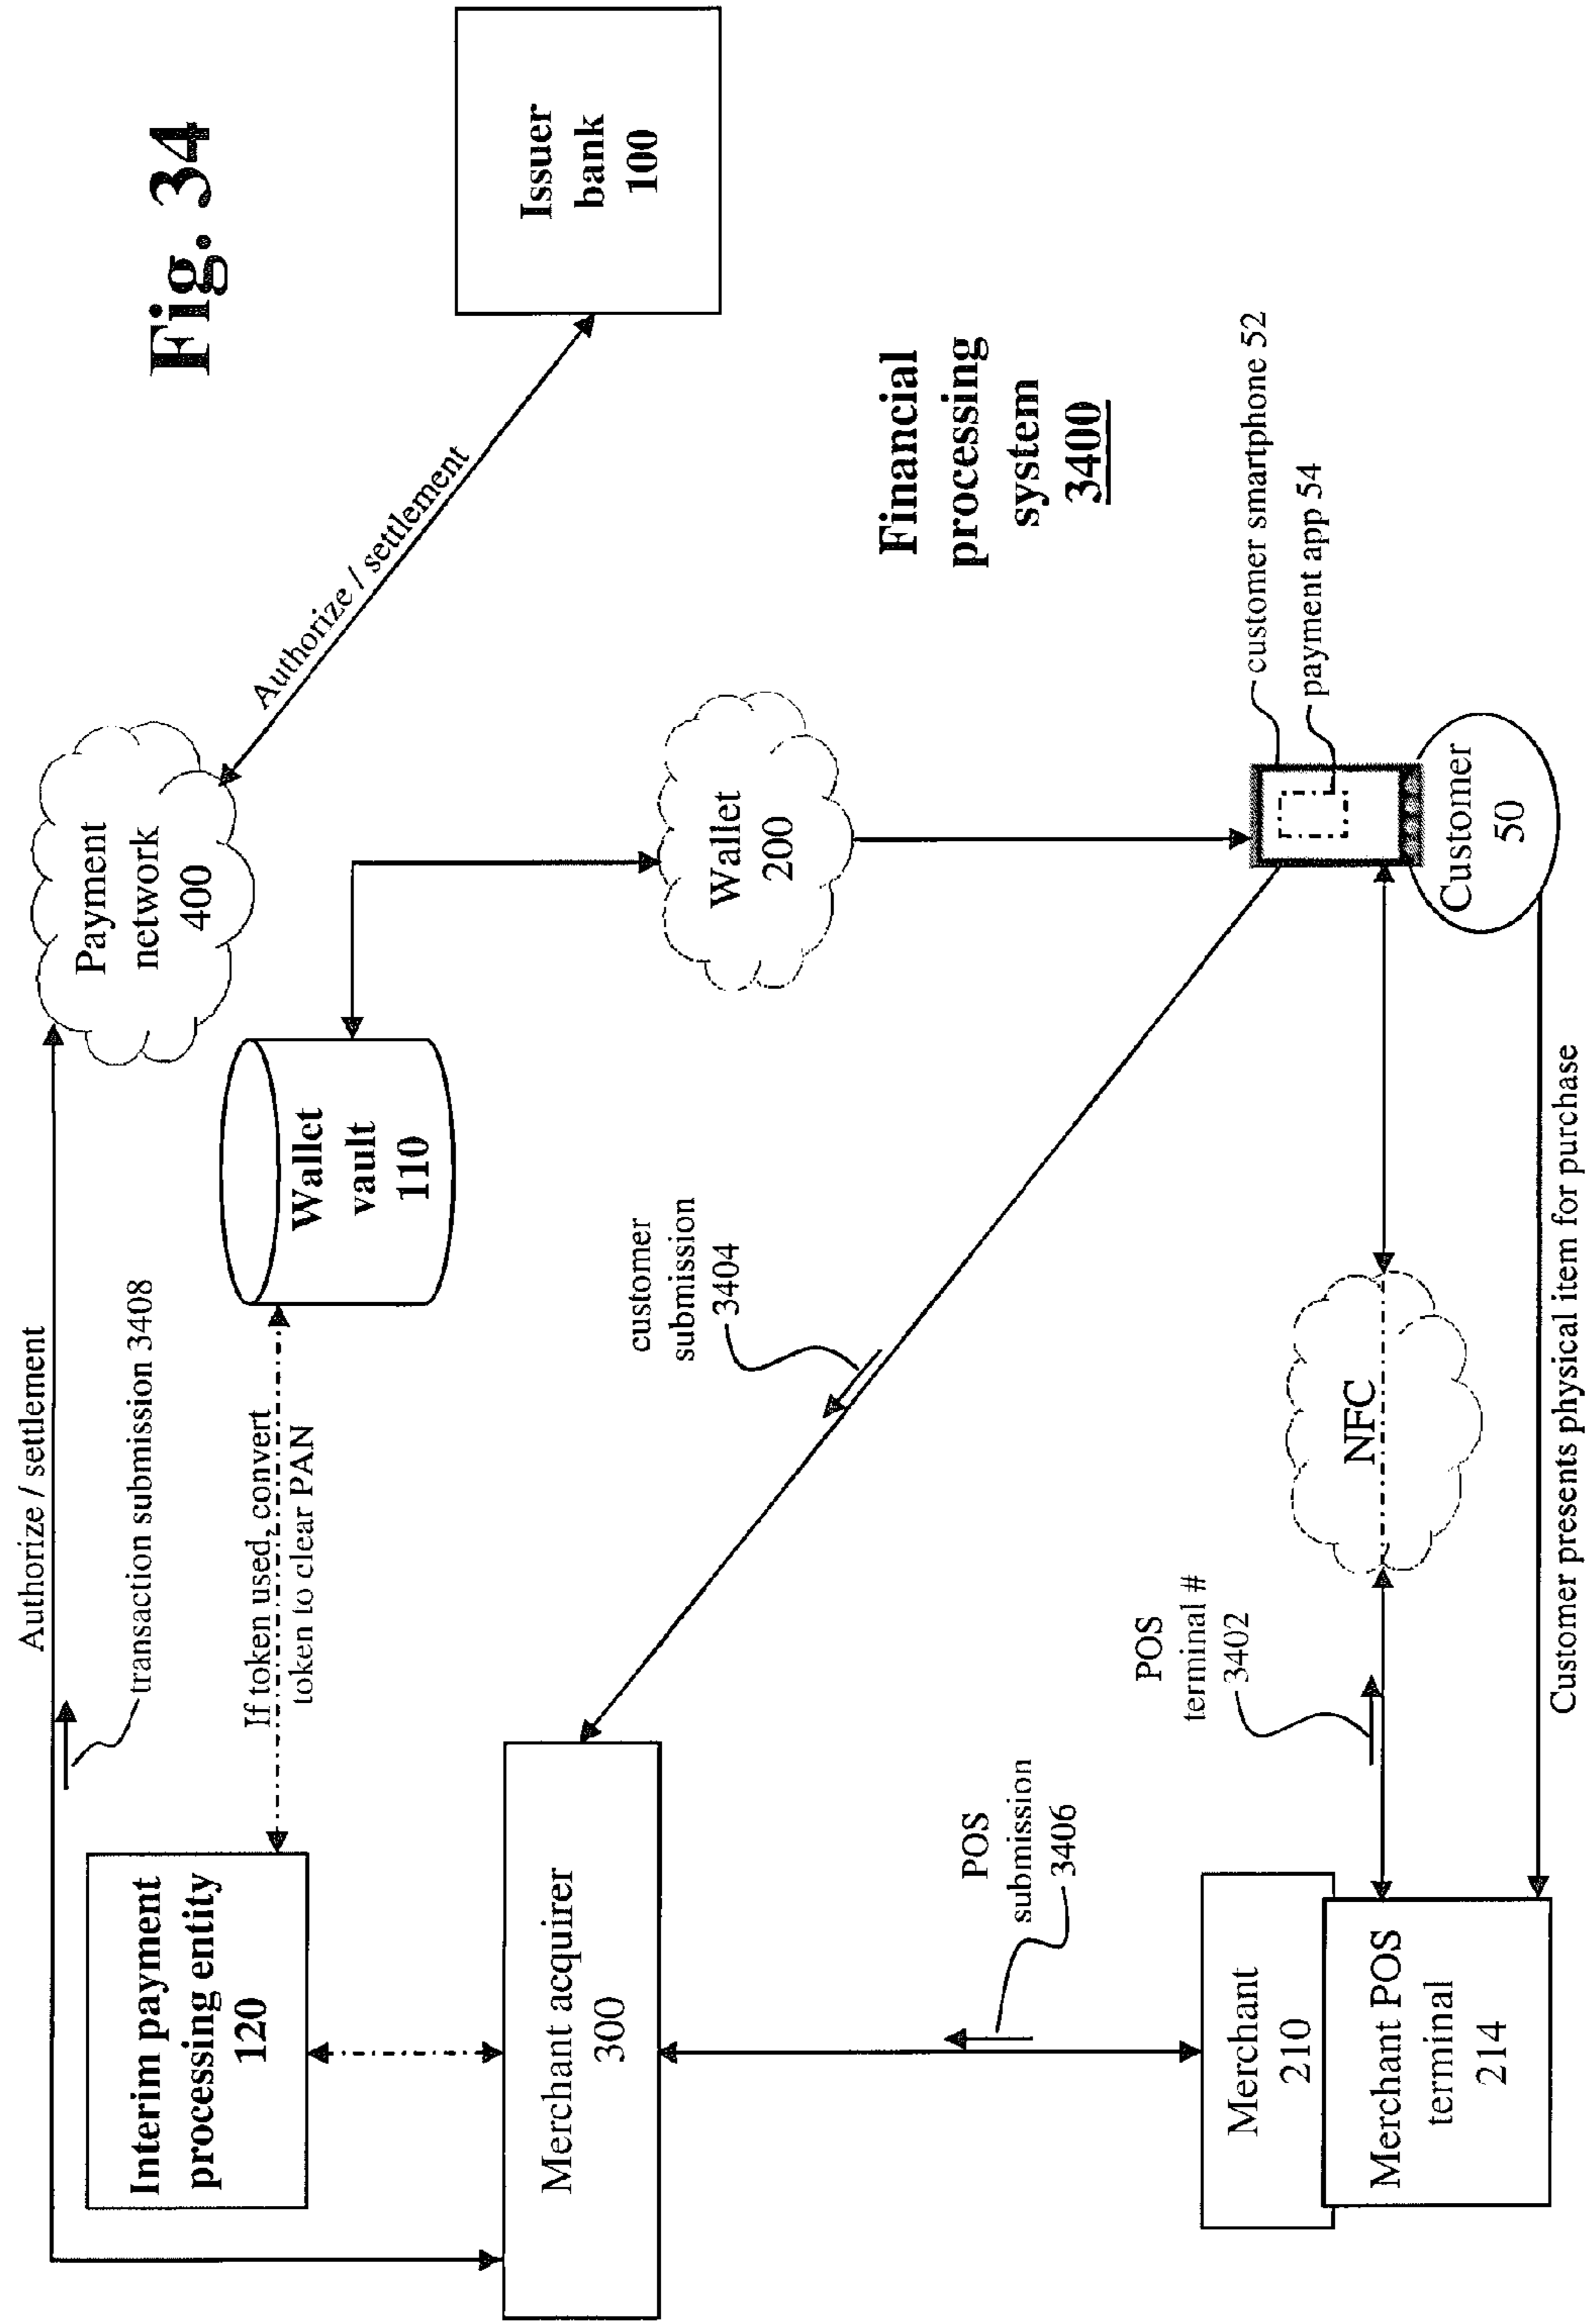 Fig. 34
Authorize / settlement
transaction submission 3408
Payment
network
400
Interim payment
processing entity
120
If token used, convert
token to clear PAN
Wallet
vault
110
Authorize / settlement
Issuer
bank
100
Merchant acquirer
300
customer
submission
3404
Wallet
200
Financial
processing
system
3400
POS
submission
3406
POS
terminal #
3402
NFC
customer smartphone 52
payment app 54
Merchant
210
Merchant POS
terminal
214
Customer
50
Customer presents physical item for purchase